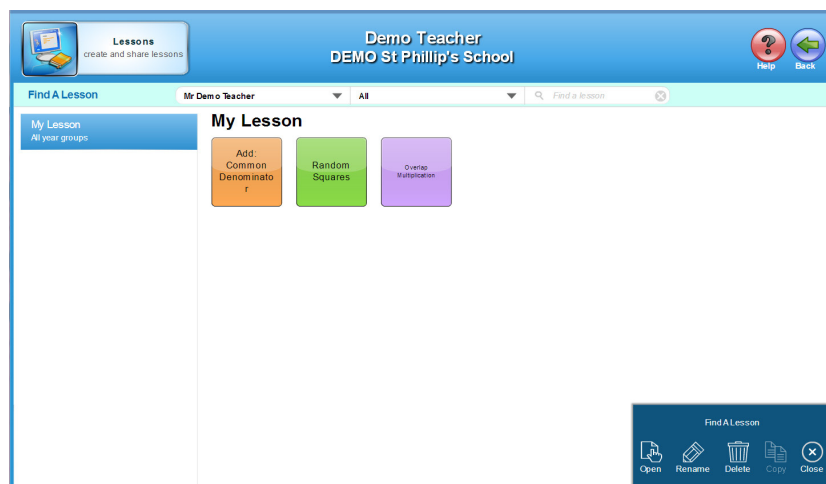 Lessons
create and share lessons
Demo Teacher
DEMO St Phillip's School
Help
Back
Find A Lesson
Mr Demo Teacher
All
Find a lesson
My Lesson
All year groups
My Lesson
Add:
Common
Denominato
r
Random
Squares
Overlap
Multiplication
Find A Lesson
Open
Rename
Delete
Copy
Close